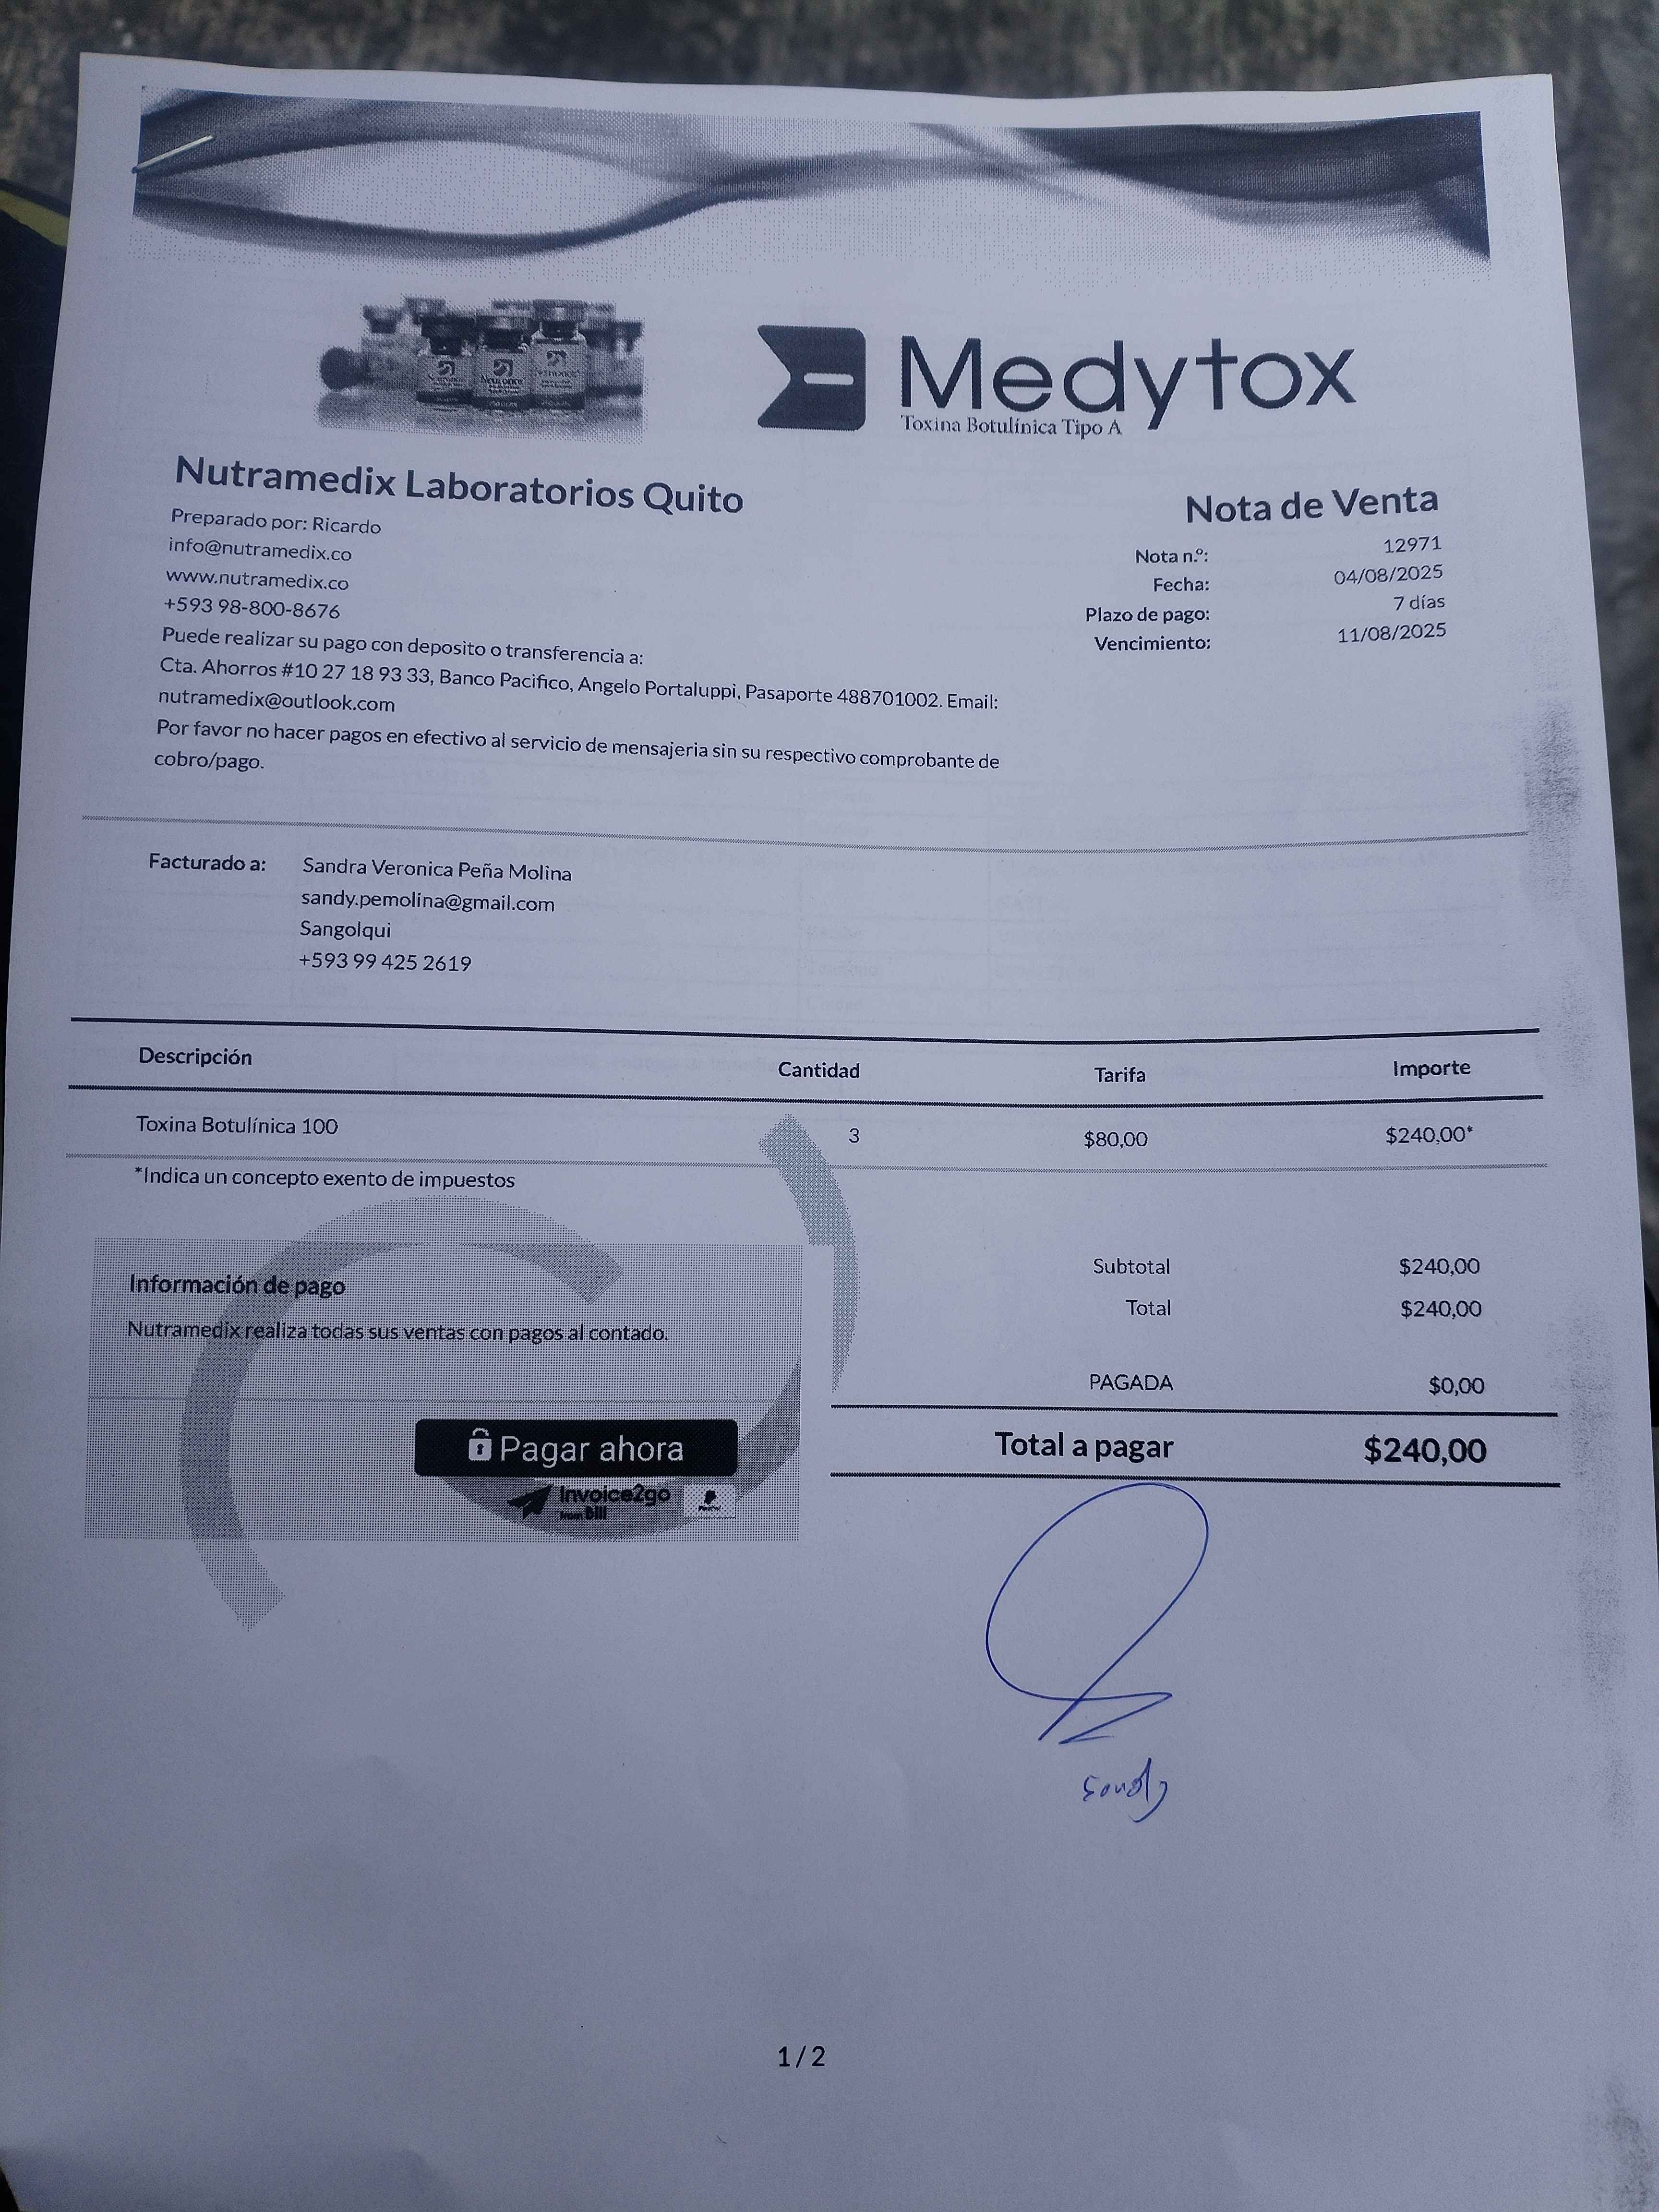 Medytox
Toxina Botulínica Tipo A
Nutramedix Laboratorios Quito
Preparado por: Ricardo
info@nutramedix.co
www.nutramedix.co
+593 98-800-8676
Puede realizar su pago con deposito o transferencia a:
Cta. Ahorros #10 27 18 93 33, Banco Pacifico, Angelo Portaluppi, Pasaporte 488701002. Email:
nutramedix@outlook.com
Por favor no hacer pagos en efectivo al servicio de mensajeria sin su respectivo comprobante de
cobro/pago.
Nota de Venta
Nota n.º: 12971
Fecha: 04/08/2025
Plazo de pago: 7 días
Vencimiento: 11/08/2025
Facturado a: Sandra Veronica Peña Molina
sandy.pemolina@gmail.com
Sangolqui
+593 99 425 2619
Descripción Cantidad Tarifa Importe
Toxina Botulínica 100 3 $80,00 $240,00*
*Indica un concepto exento de impuestos
Información de pago
Nutramedix realiza todas sus ventas con pagos al contado.
Pagar ahora
Invoice2go
from Bill
PayPal
Subtotal $240,00
Total $240,00
PAGADA $0,00
Total a pagar $240,00
Sandy
1 / 2